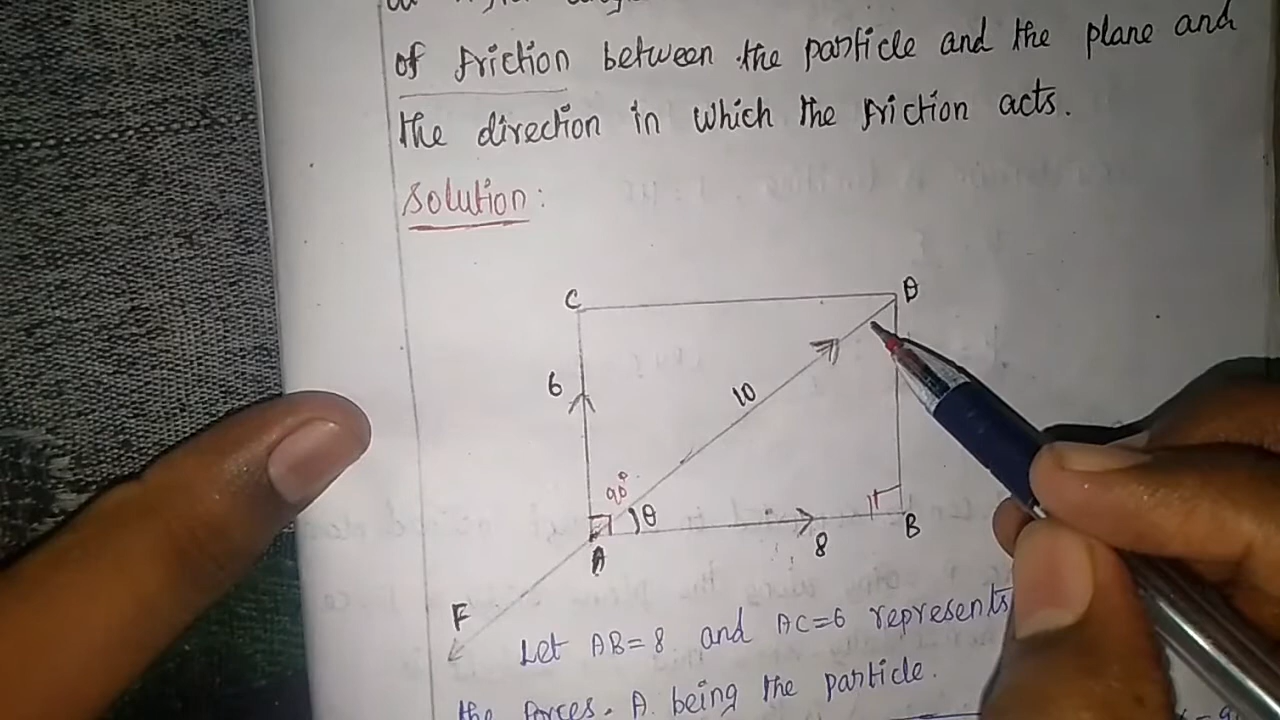 of friction between the particle and the plane and
the direction in which the friction acts.
Solution:
C D
6 10
90°
θ
A 8 B
F
Let AB=8 and AC=6 represents
the forces. A being the particle.